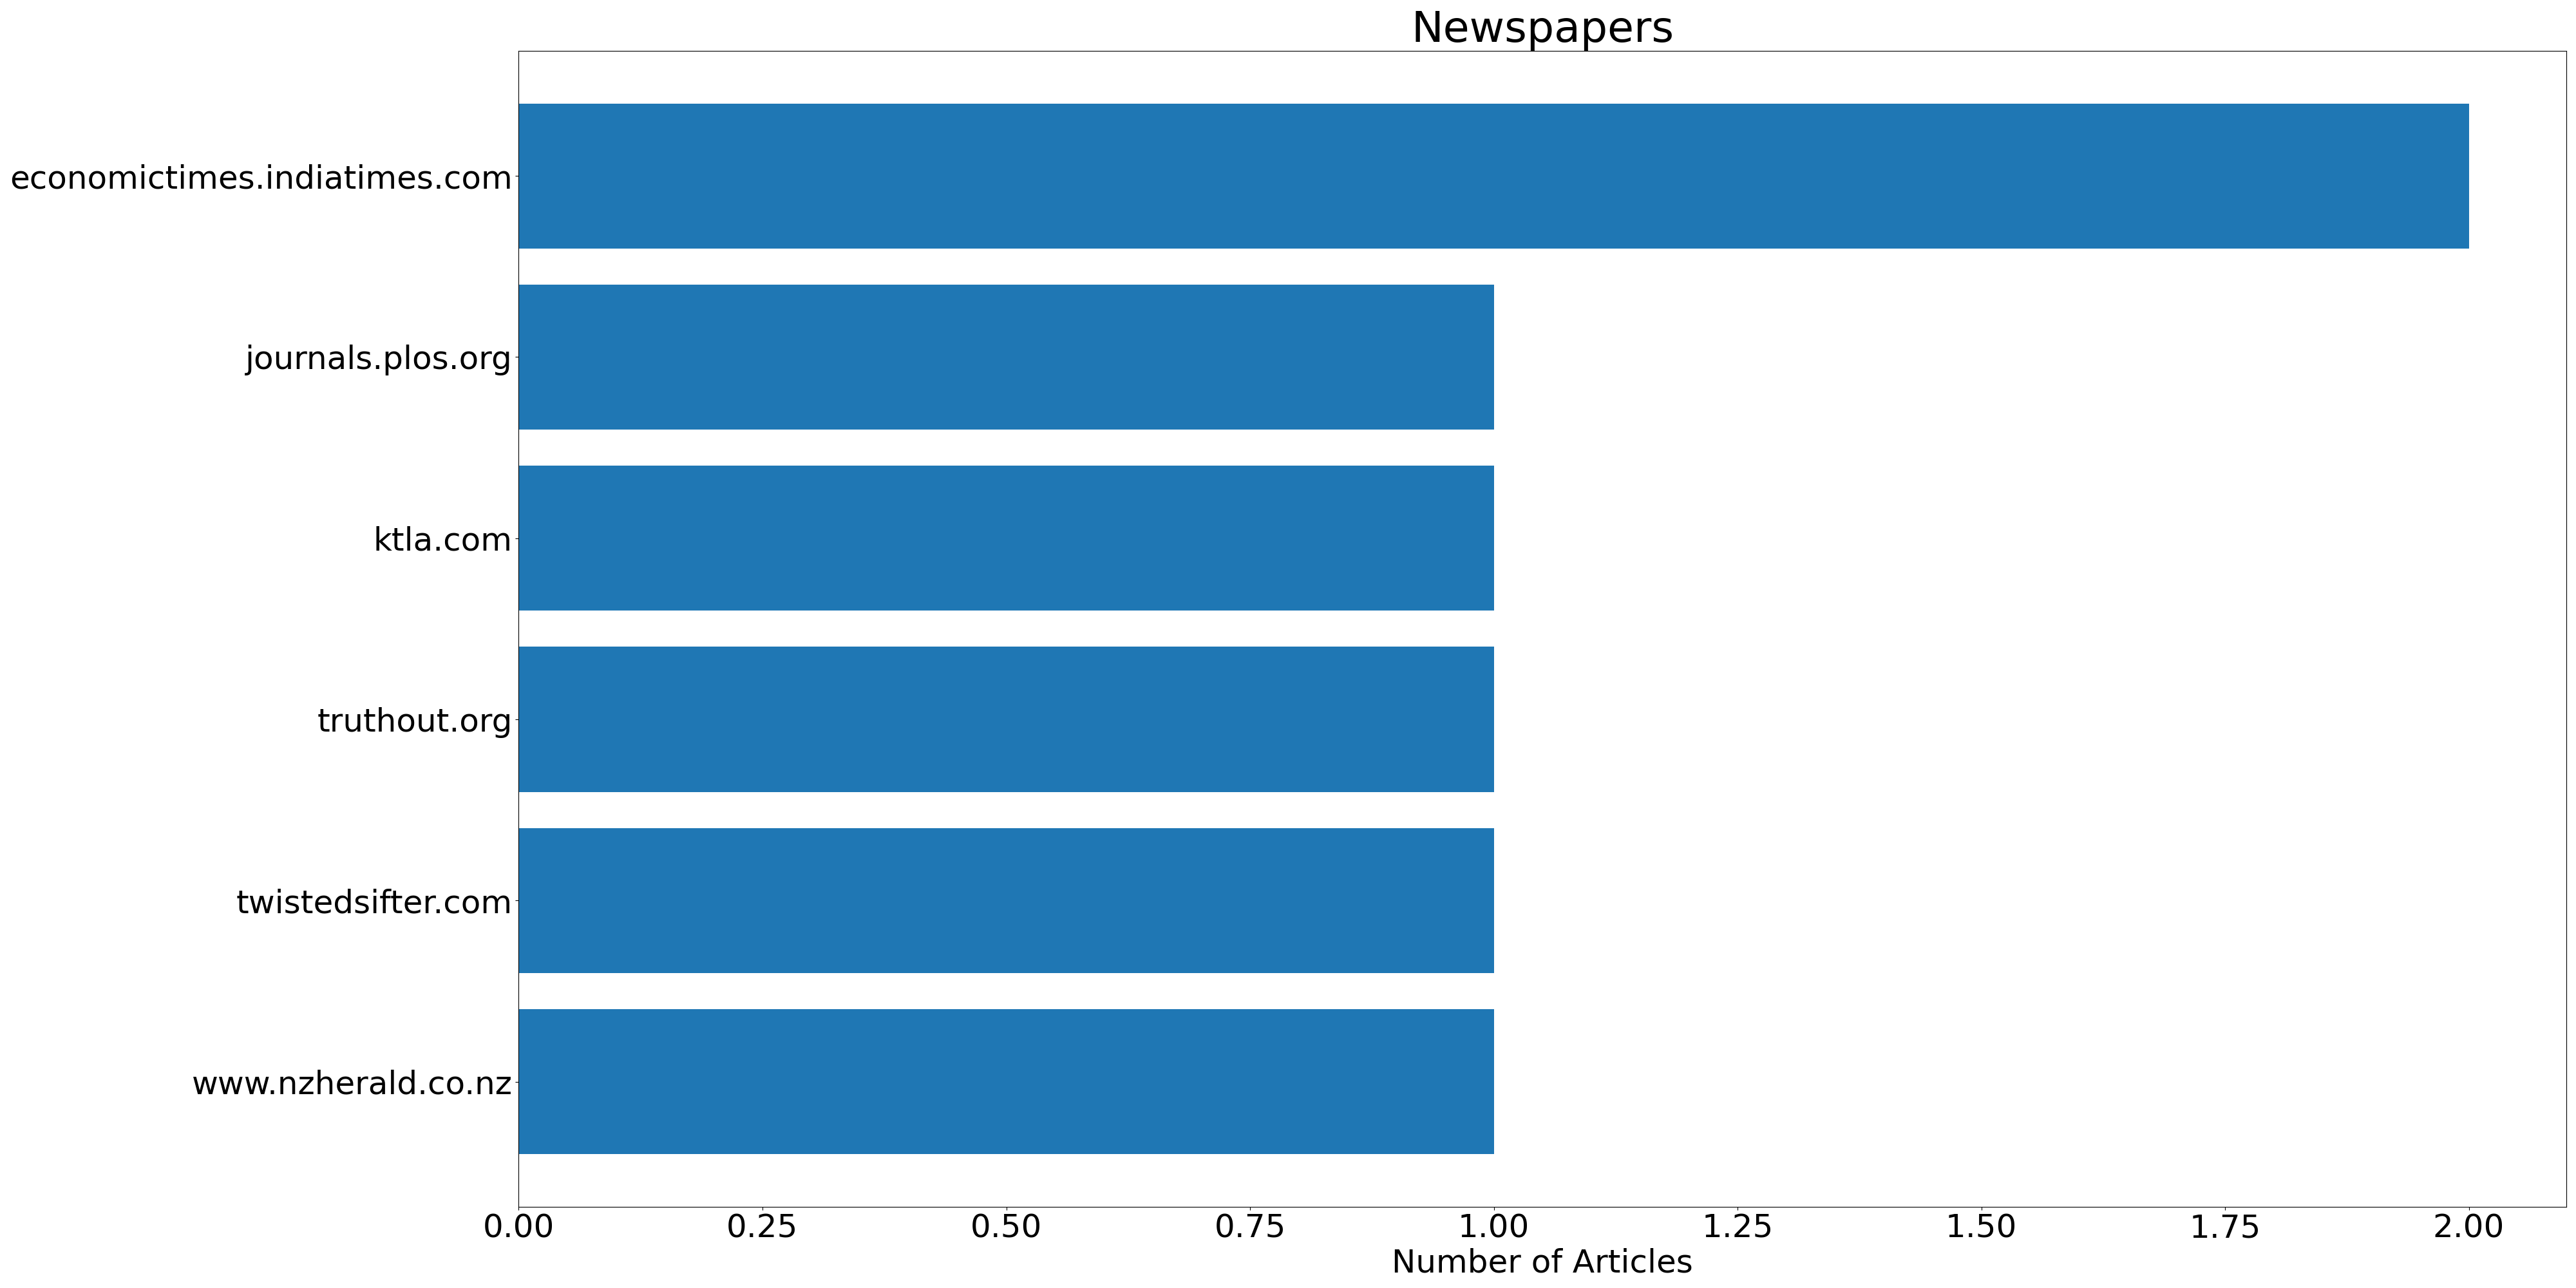 Newspapers
economictimes.indiatimes.com
journals.plos.org
ktla.com
truthout.org
twistedsifter.com
www.nzherald.co.nz
0.00 0.25 0.50 0.75 1.00 1.25 1.50 1.75 2.00
Number of Articles